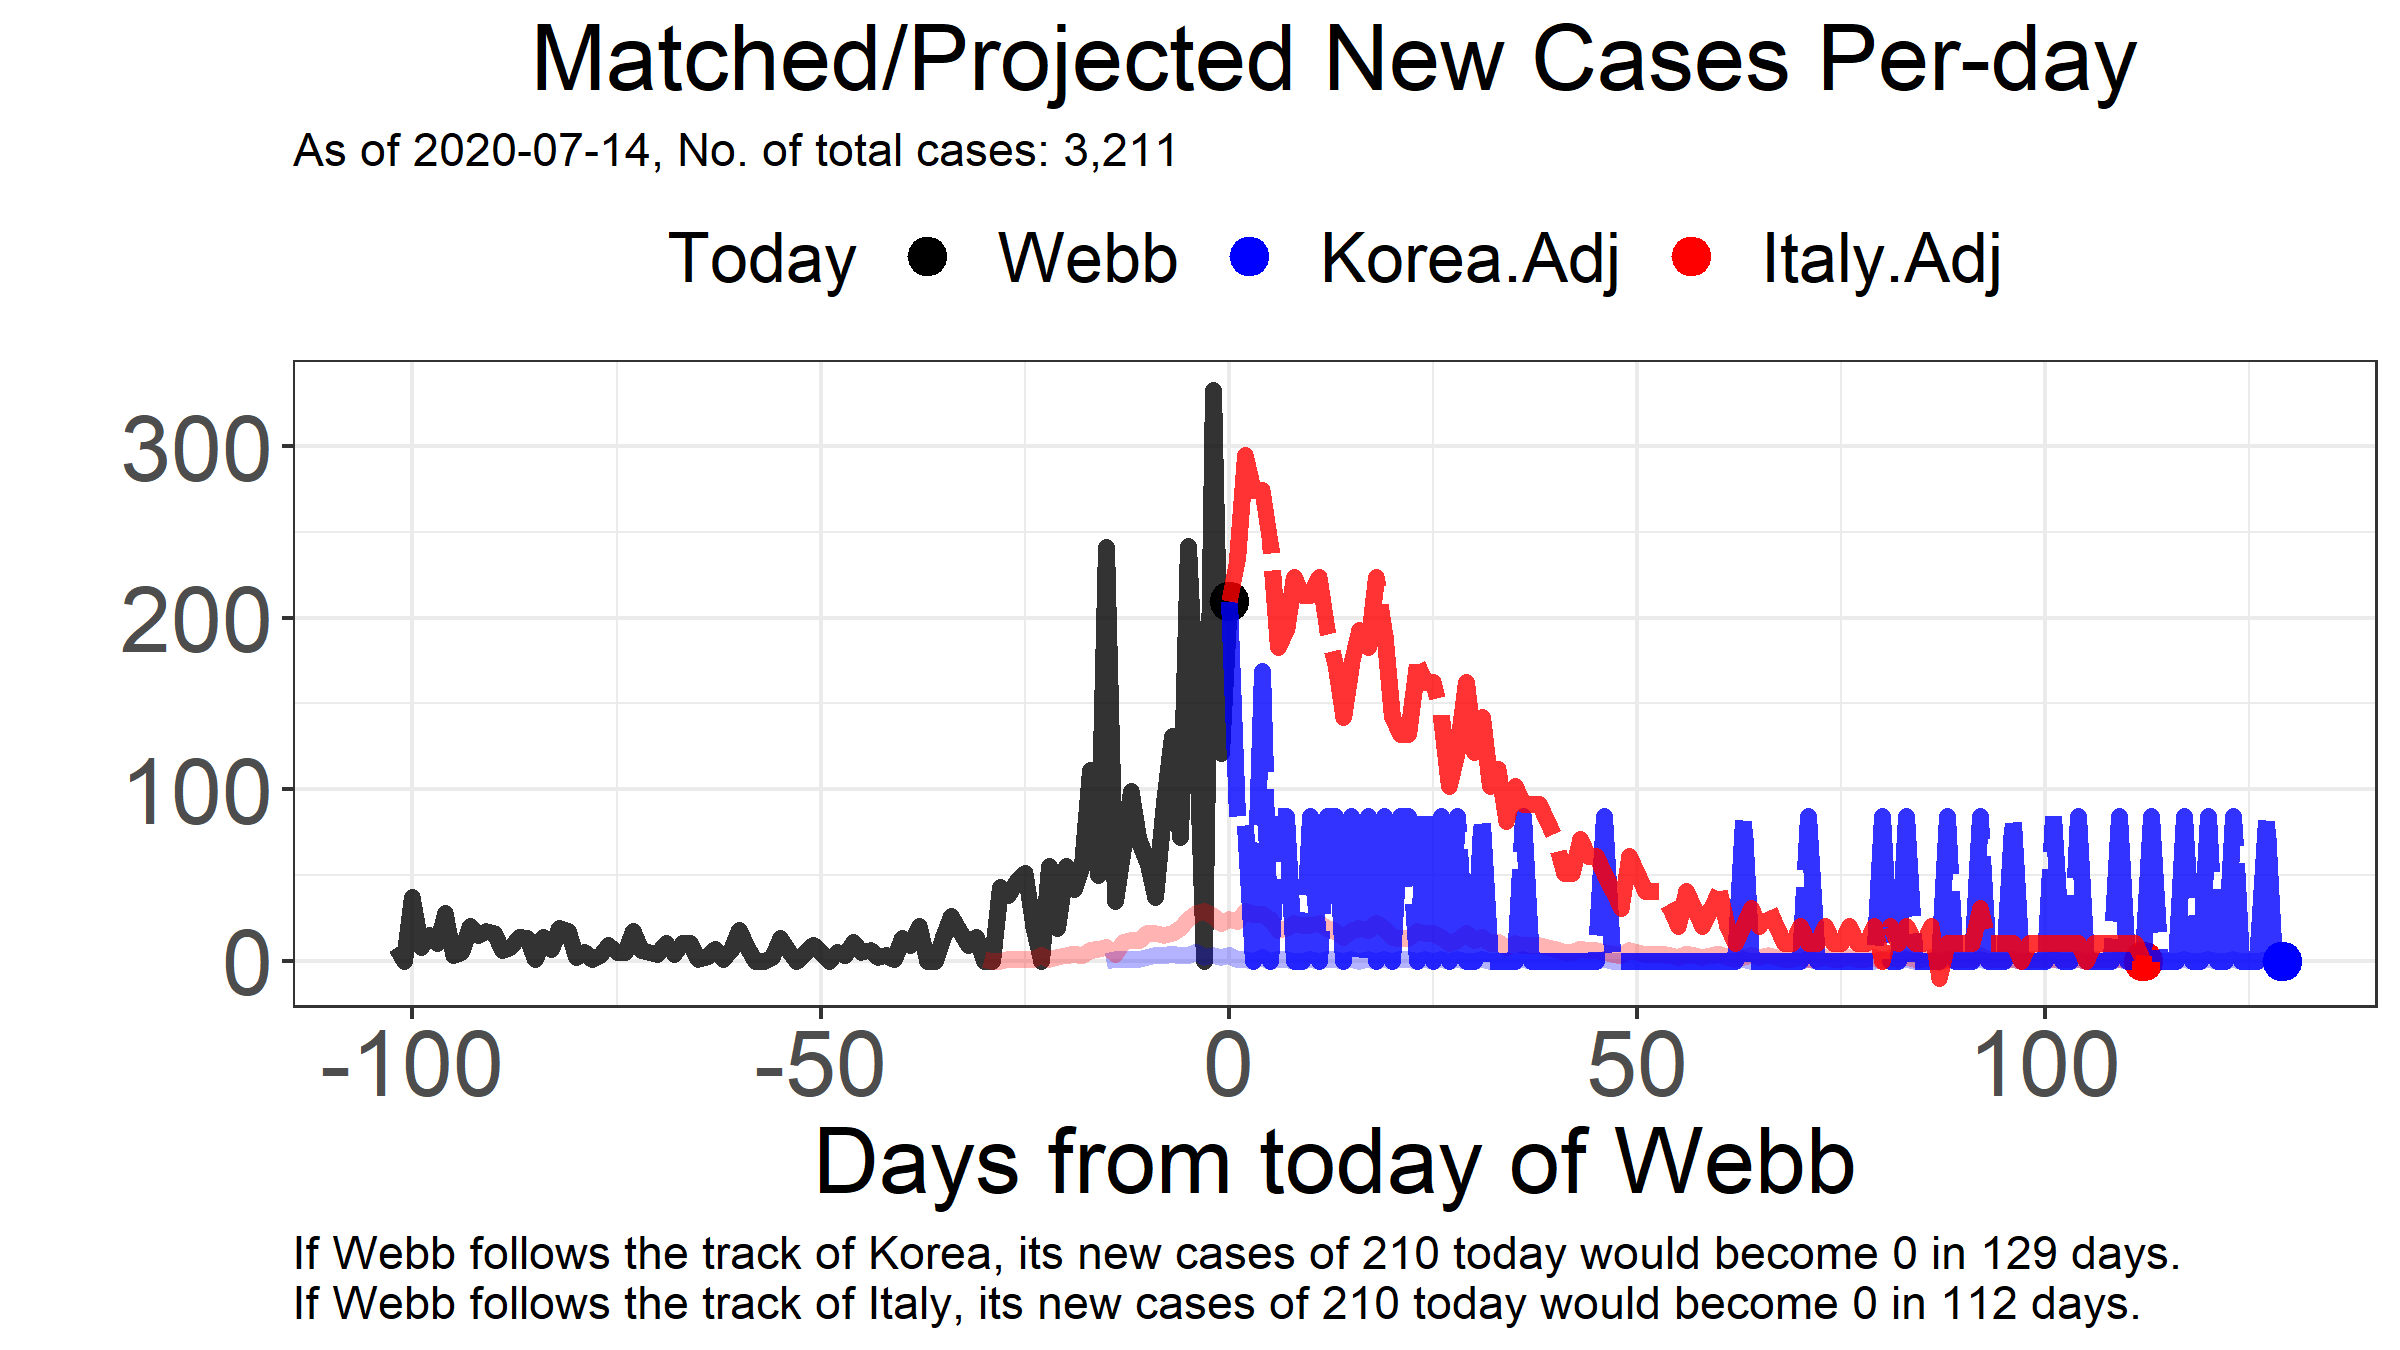 Matched/Projected New Cases Per-day
As of 2020-07-14, No. of total cases: 3,211
Today Webb Korea.Adj Italy.Adj
300
200
100
0
-100 -50 0 50 100
Days from today of Webb
If Webb follows the track of Korea, its new cases of 210 today would become 0 in 129 days.
If Webb follows the track of Italy, its new cases of 210 today would become 0 in 112 days.